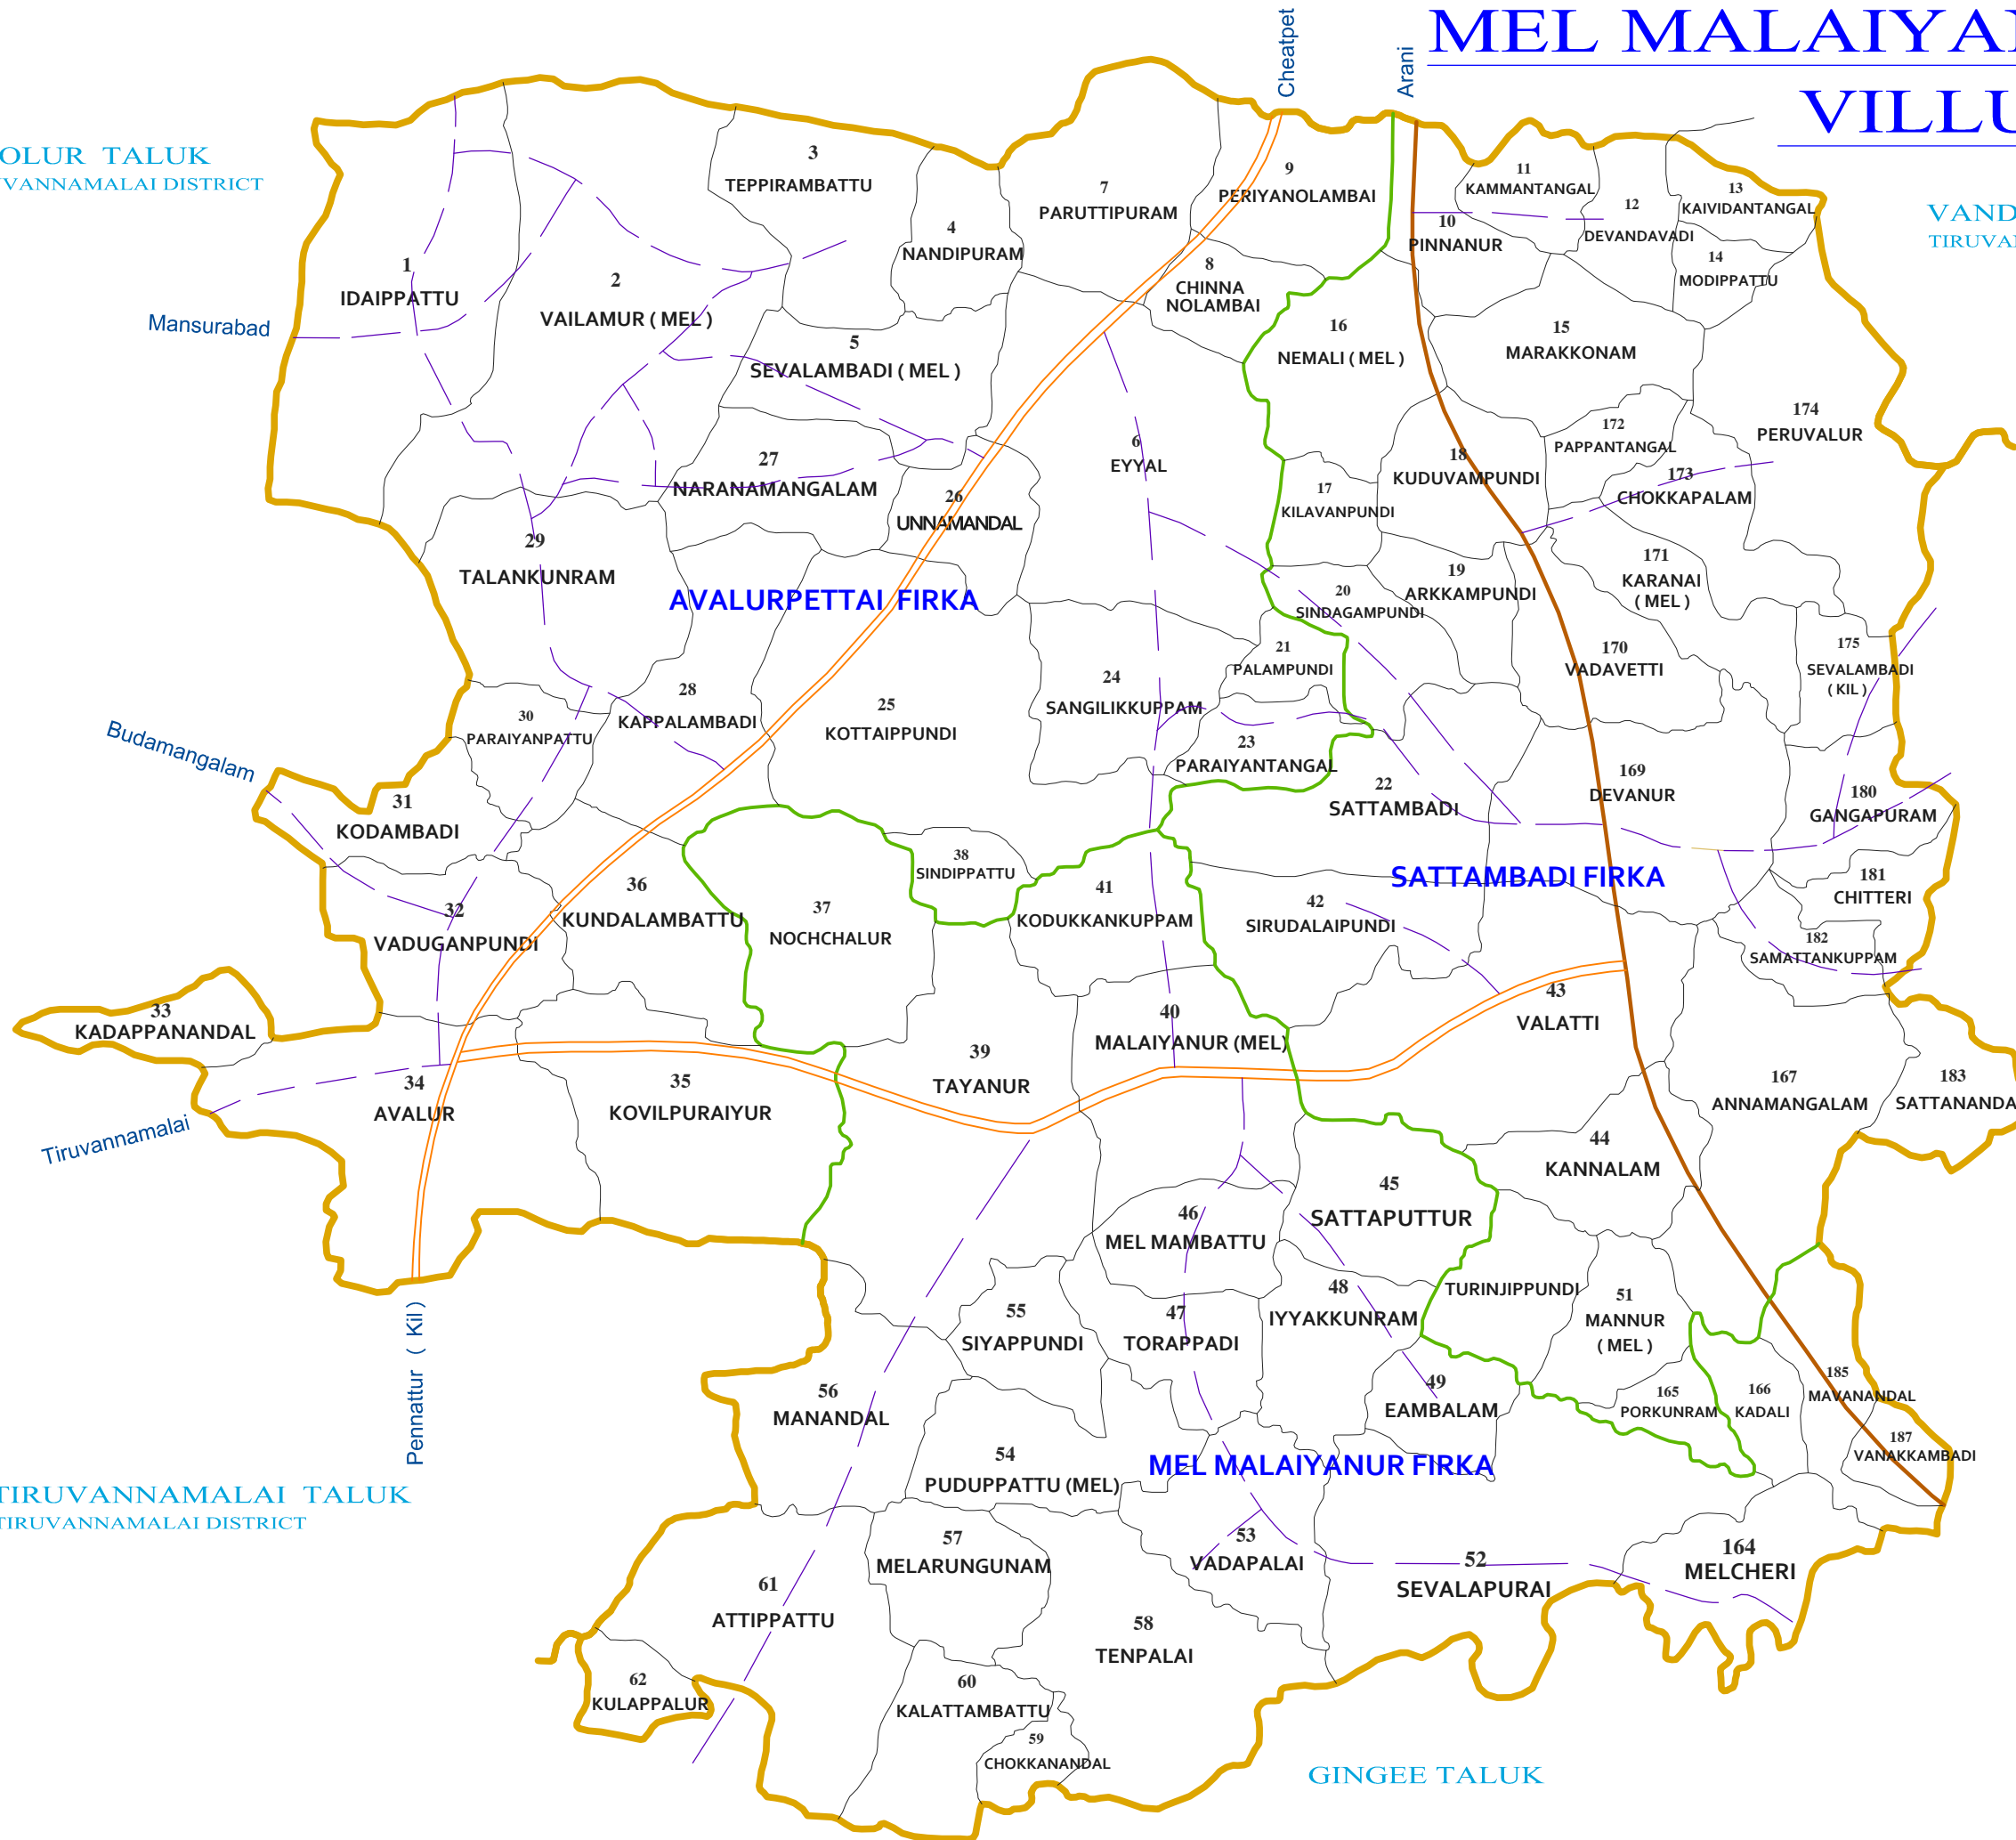 MEL MALAIYA
VILLU
Cheatpet
Arani
OLUR TALUK
VANNAMALAI DISTRICT
VAND
TIRUVA
3
TEPPIRAMBATTU
7
PARUTTIPURAM
9
PERIYANOLAMBAI
11
KAMMANTANGAL
12
DEVANDAVADI
13
KAIVIDANTANGAL
4
NANDIPURAM
10
PINNANUR
14
MODIPPATTU
1
IDAIPPATTU
2
VAILAMUR ( MEL )
8
CHINNA
NOLAMBAI
Mansurabad
5
SEVALAMBADI ( MEL )
16
NEMALI ( MEL )
15
MARAKKONAM
174
PERUVALUR
172
PAPPANTANGAL
6
EYYAL
27
NARANAMANGALAM
18
KUDUVAMPUNDI
173
CHOKKAPALAM
26
UNNAMANDAL
17
KILAVANPUNDI
29
TALANKUNRAM
171
KARANAI
( MEL )
19
ARKKAMPUNDI
20
SINDAGAMPUNDI
AVALURPETTAI FIRKA
21
PALAMPUNDI
170
VADAVETTI
175
SEVALAMBADI
( KIL )
24
SANGILIKKUPPAM
28
KAPPALAMBADI
25
KOTTAIPPUNDI
30
PARAIYANPATTU
Budamangalam
23
PARAIYANTANGAL
22
SATTAMBADI
169
DEVANUR
180
GANGAPURAM
31
KODAMBADI
38
SINDIPPATTU
SATTAMBADI FIRKA
181
CHITTERI
36
KUNDALAMBATTU
37
NOCHCHALUR
41
KODUKKANKUPPAM
42
SIRUDALAIPUNDI
32
VADUGANPUNDI
182
SAMATTANKUPPAM
33
KADAPPANANDAL
40
MALAIYANUR (MEL)
43
VALATTI
39
TAYANUR
34
AVALUR
35
KOVILPURAIYUR
167
ANNAMANGALAM
183
SATTANANDA
Tiruvannamalai
44
KANNALAM
45
SATTAPUTTUR
46
MEL MAMBATTU
TURINJIPPUNDI
48
IYYAKKUNRAM
51
MANNUR
( MEL )
55
SIYAPPUNDI
47
TORAPPADI
Pennattur ( Kil )
56
MANANDAL
49
EAMBALAM
165
PORKUNRAM
166
KADALI
185
MAVANANDAL
187
VANAKKAMBADI
54
PUDUPPATTU (MEL)
MEL MALAIYANUR FIRKA
TIRUVANNAMALAI TALUK
TIRUVANNAMALAI DISTRICT
57
MELARUNGUNAM
53
VADAPALAI
52
SEVALAPURAI
164
MELCHERI
61
ATTIPPATTU
58
TENPALAI
62
KULAPPALUR
60
KALATTAMBATTU
59
CHOKKANANDAL
GINGEE TALUK